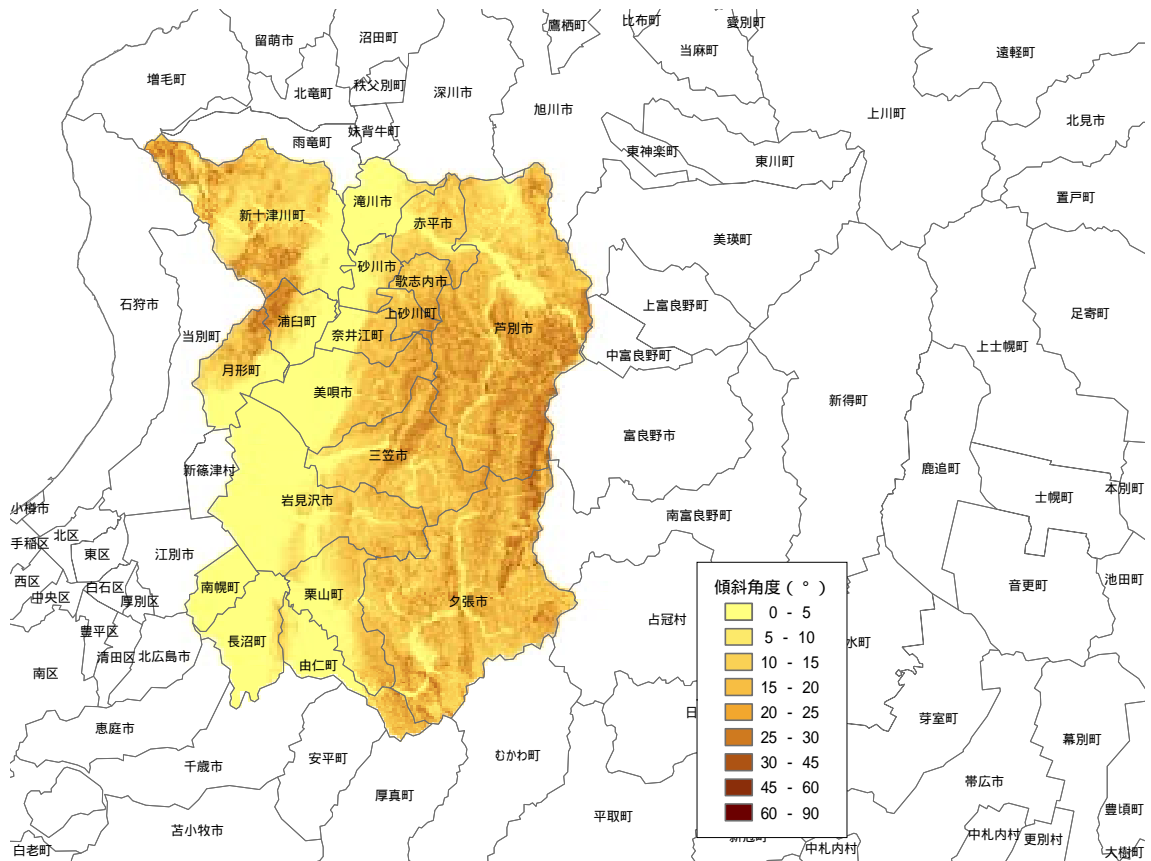 鷹栖町
比布町
愛別町
留萌市
沼田町
当麻町
遠軽町
増毛町
秩父別町
北竜町
深川市
旭川市
上川町
北見市
妹背牛町
雨竜町
東神楽町
東川町
置戸町
滝川市
新十津川町
赤平市
美瑛町
砂川市
歌志内市
石狩市
上富良野町
上砂川町
足寄町
浦臼町
芦別市
当別町
奈井江町
上士幌町
中富良野町
月形町
美唄市
新得町
富良野市
三笠市
新篠津村
鹿追町
本別町
岩見沢市
士幌町
小樽市
南富良野町
北区
手稲区
東区
江別市
西区
白石区
南幌町
栗山町
池田町
音更町
中央区
厚別区
夕張市
占冠村
豊平区
長沼町
水町
清田区
北広島市
由仁町
南区
日
芽室町
恵庭市
幕別町
安平町
むかわ町
千歳市
帯広市
厚真町
豊頃町
平取町
苫小牧市
中札内村
更別村
白老町
中札内村
大樹町
傾斜角度(°)
0 - 5
5 - 10
10 - 15
15 - 20
20 - 25
25 - 30
30 - 45
45 - 60
60 - 90